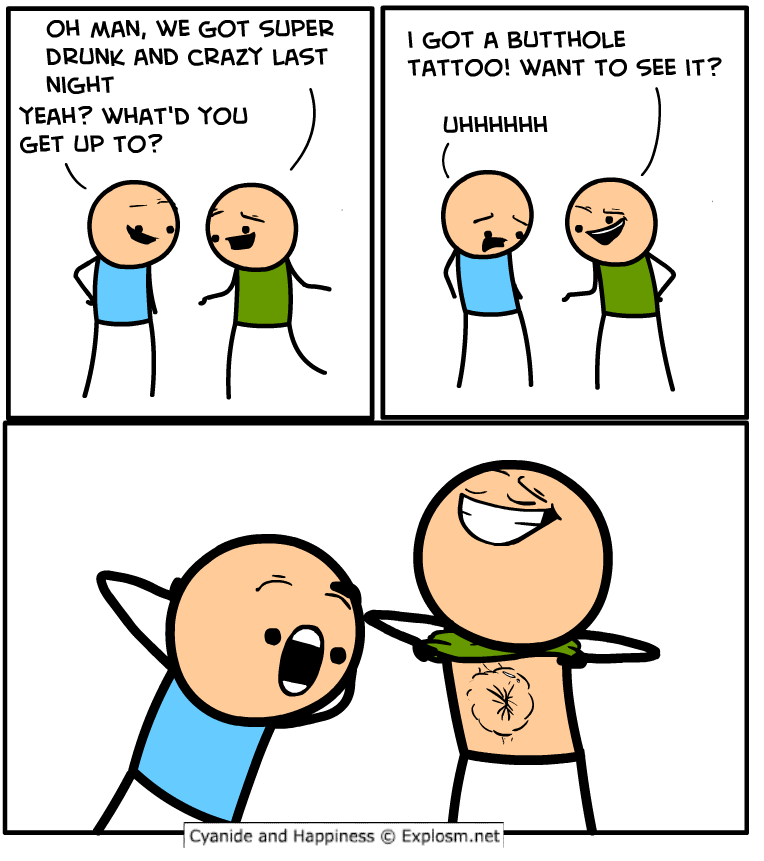 OH MAN, WE GOT SUPER
DRUNK AND CRAZY LAST
NIGHT
YEAH? WHAT'D YOU
GET UP TO?
I GOT A BUTTHOLE
TATTOO! WANT TO SEE IT?
UHHHHHH
Cyanide and Happiness © Explosm.net